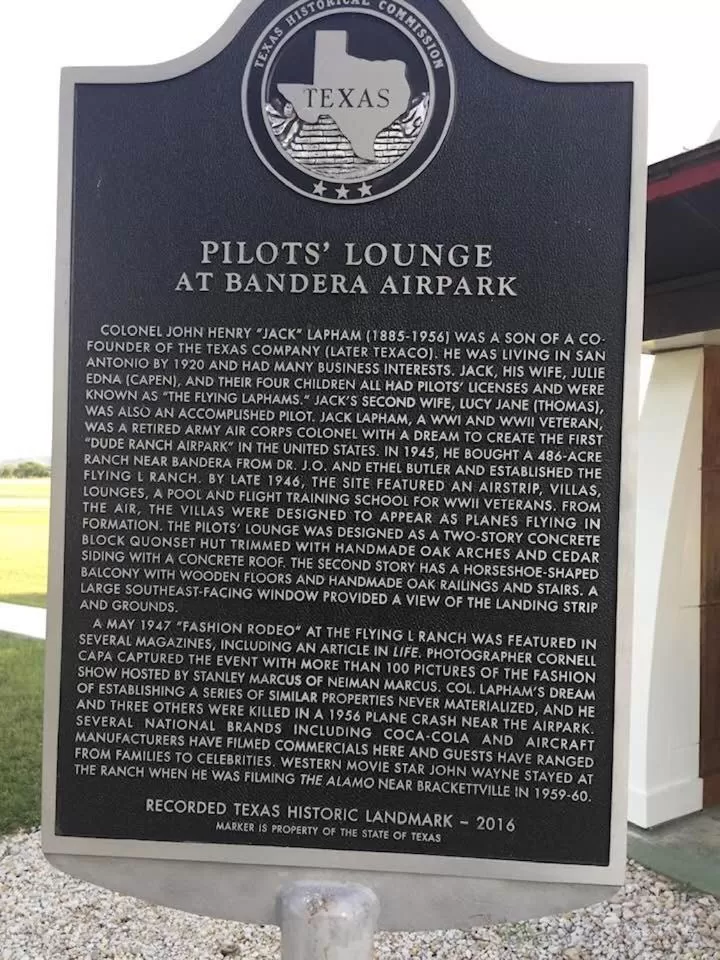 TEXAS HISTORICAL COMMISSION
TEXAS
PILOTS' LOUNGE
AT BANDERA AIRPARK
COLONEL JOHN HENRY "JACK" LAPHAM (1885-1956) WAS A SON OF A CO-
FOUNDER OF THE TEXAS COMPANY (LATER TEXACO). HE WAS LIVING IN SAN
ANTONIO BY 1920 AND HAD MANY BUSINESS INTERESTS. JACK, HIS WIFE, JULIE
EDNA (CAPEN), AND THEIR FOUR CHILDREN ALL HAD PILOTS' LICENSES AND WERE
KNOWN AS "THE FLYING LAPHAMS." JACK'S SECOND WIFE, LUCY JANE (THOMAS),
WAS ALSO AN ACCOMPLISHED PILOT. JACK LAPHAM, A WWI AND WWII VETERAN,
WAS A RETIRED ARMY AIR CORPS COLONEL WITH A DREAM TO CREATE THE FIRST
"DUDE RANCH AIRPARK" IN THE UNITED STATES. IN 1945, HE BOUGHT A 486-ACRE
RANCH NEAR BANDERA FROM DR. J.O. AND ETHEL BUTLER AND ESTABLISHED THE
FLYING L RANCH. BY LATE 1946, THE SITE FEATURED AN AIRSTRIP, VILLAS,
LOUNGES, A POOL AND FLIGHT TRAINING SCHOOL FOR WWII VETERANS. FROM
THE AIR, THE VILLAS WERE DESIGNED TO APPEAR AS PLANES FLYING IN
FORMATION. THE PILOTS' LOUNGE WAS DESIGNED AS A TWO-STORY CONCRETE
BLOCK QUONSET HUT TRIMMED WITH HANDMADE OAK ARCHES AND CEDAR
SIDING WITH A CONCRETE ROOF. THE SECOND STORY HAS A HORSESHOE-SHAPED
BALCONY WITH WOODEN FLOORS AND HANDMADE OAK RAILINGS AND STAIRS. A
LARGE SOUTHEAST-FACING WINDOW PROVIDED A VIEW OF THE LANDING STRIP
AND GROUNDS.
A MAY 1947 "FASHION RODEO" AT THE FLYING L RANCH WAS FEATURED IN
SEVERAL MAGAZINES, INCLUDING AN ARTICLE IN LIFE. PHOTOGRAPHER CORNELL
CAPA CAPTURED THE EVENT WITH MORE THAN 100 PICTURES OF THE FASHION
SHOW HOSTED BY STANLEY MARCUS OF NEIMAN MARCUS. COL. LAPHAM'S DREAM
OF ESTABLISHING A SERIES OF SIMILAR PROPERTIES NEVER MATERIALIZED, AND HE
AND THREE OTHERS WERE KILLED IN A 1956 PLANE CRASH NEAR THE AIRPARK.
SEVERAL NATIONAL BRANDS INCLUDING COCA-COLA AND AIRCRAFT
MANUFACTURERS HAVE FILMED COMMERCIALS HERE AND GUESTS HAVE RANGED
FROM FAMILIES TO CELEBRITIES. WESTERN MOVIE STAR JOHN WAYNE STAYED AT
THE RANCH WHEN HE WAS FILMING THE ALAMO NEAR BRACKETTVILLE IN 1959-60.
RECORDED TEXAS HISTORIC LANDMARK – 2016
MARKER IS PROPERTY OF THE STATE OF TEXAS